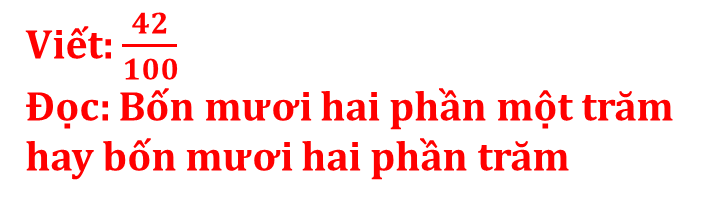 Viết: 42/100
Đọc: Bốn mươi hai phần một trăm
hay bốn mươi hai phần trăm